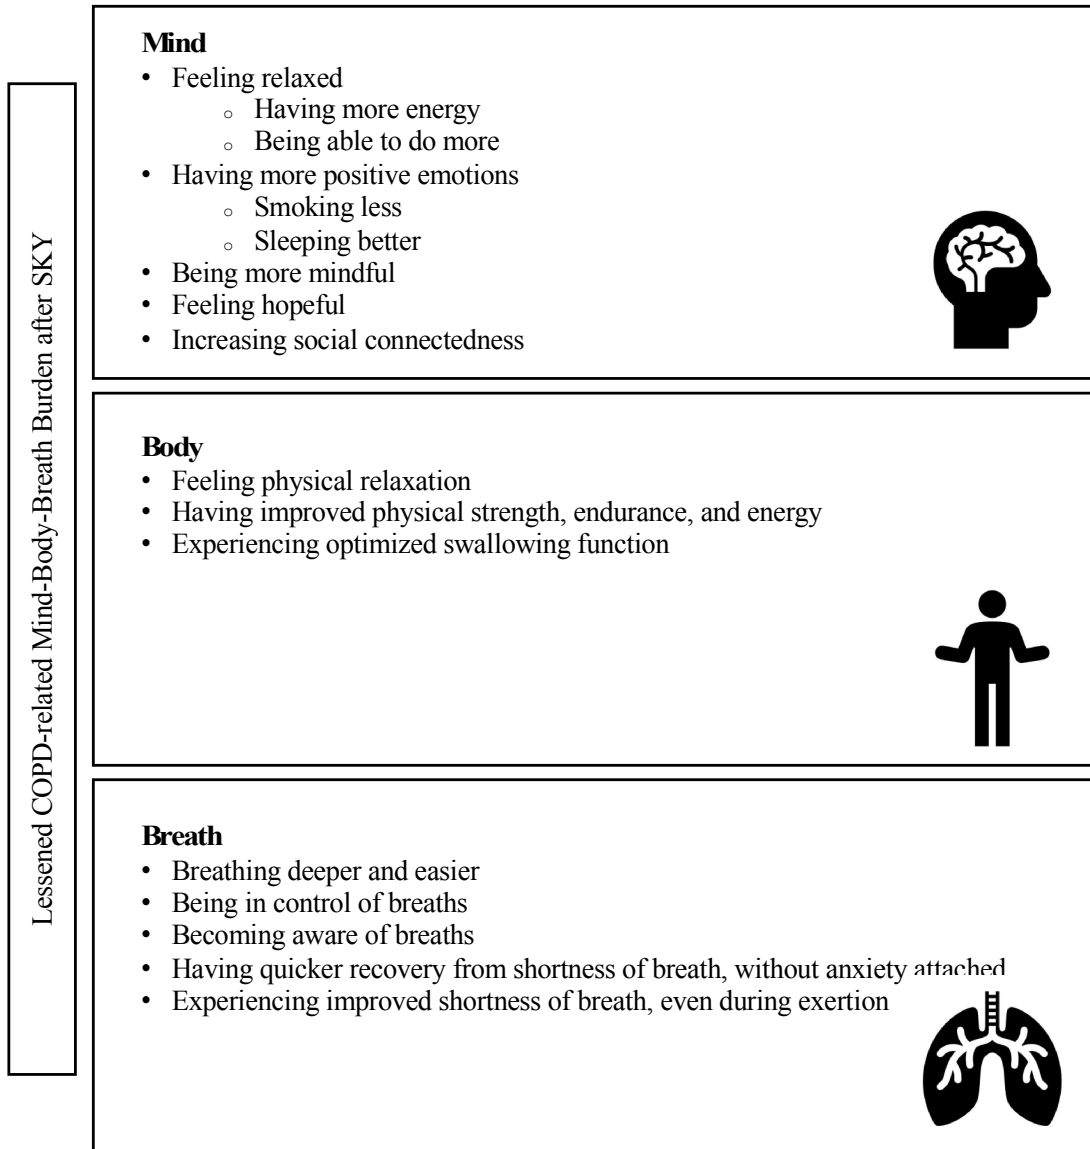 Lessened COPD-related Mind-Body-Breath Burden after SKY
Mind
• Feeling relaxed
o Having more energy
o Being able to do more
• Having more positive emotions
o Smoking less
o Sleeping better
• Being more mindful
• Feeling hopeful
• Increasing social connectedness
Body
• Feeling physical relaxation
• Having improved physical strength, endurance, and energy
• Experiencing optimized swallowing function
Breath
• Breathing deeper and easier
• Being in control of breaths
• Becoming aware of breaths
• Having quicker recovery from shortness of breath, without anxiety attached
• Experiencing improved shortness of breath, even during exertion